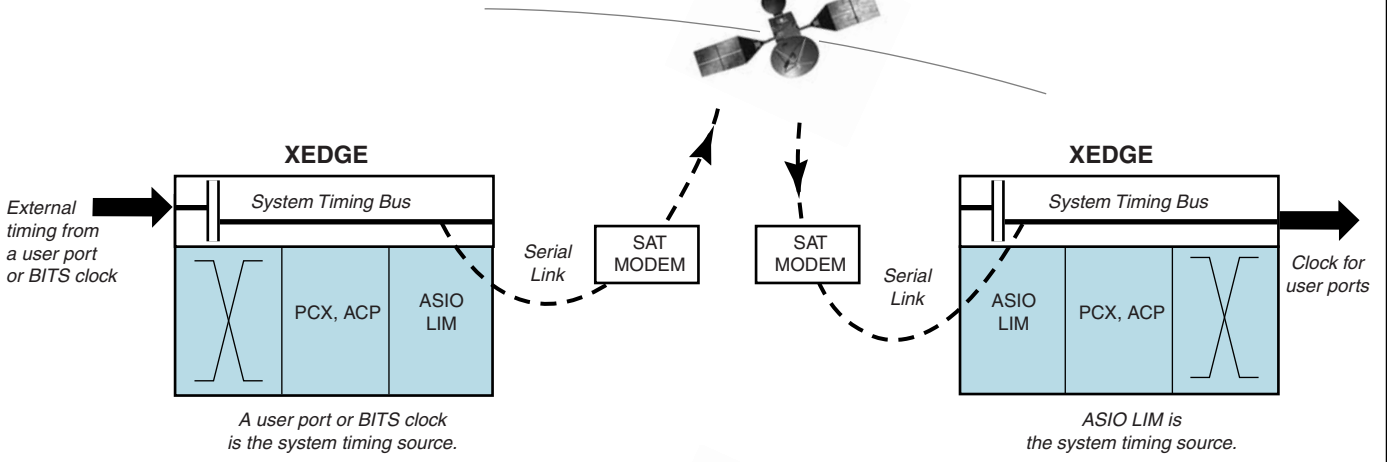 XEDGE
XEDGE
External
timing from
a user port
or BITS clock
System Timing Bus
Serial
Link
SAT
MODEM
SAT
MODEM
Serial
Link
System Timing Bus
Clock for
user ports
PCX, ACP
ASIO
LIM
ASIO
LIM
PCX, ACP
A user port or BITS clock
is the system timing source.
ASIO LIM is
the system timing source.